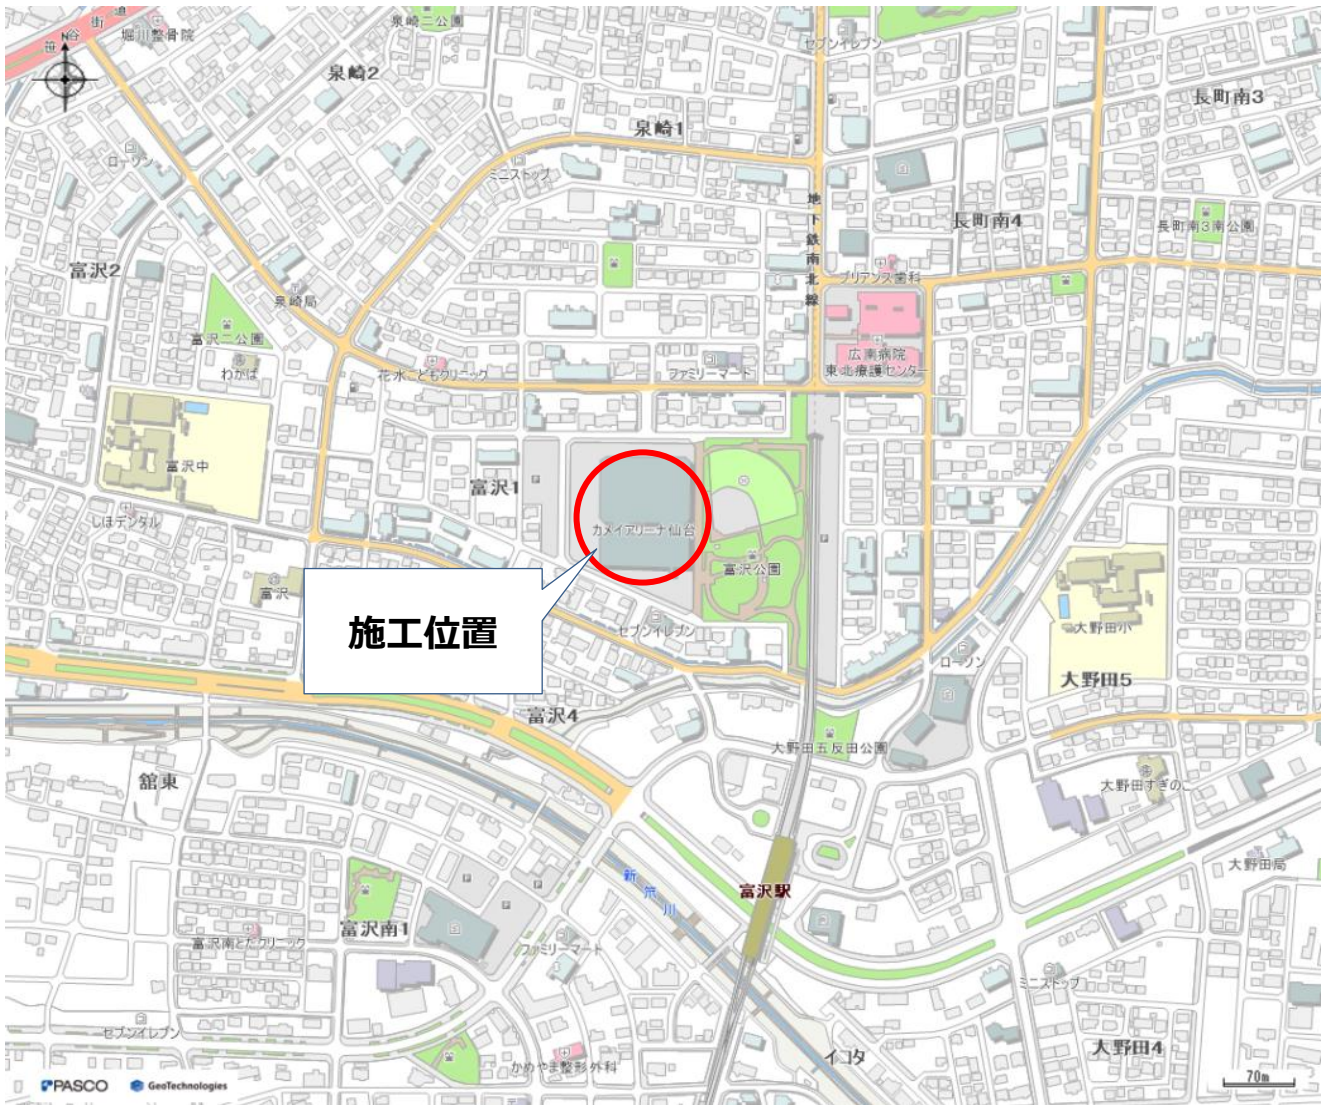 街道
笹谷
N
堀川整骨院
泉崎二公園
セブンイレブン
泉崎2
長町南3
泉崎1
ローソン
ミニストップ
地下鉄南北線
長町南4
長町南3南公園
富沢2
ブリアンス歯科
泉崎局
富沢二公園
わかば
花水こどもクリニック
ファミリーマート
広南病院
東北療護センター
富沢中
富沢1
しほデンタル
カメイアリーナ仙台
富沢公園
富沢
施工位置
セブンイレブン
大野田小
ローソン
大野田5
富沢4
大野田五反田公園
舘東
大野田すぎのこ
新笊川
富沢駅
大野田局
富沢南1
富沢南とだクリニック
ファミリーマート
ミニストップ
セブンイレブン
かめやま整形外科
イコタ
大野田4
PASCO
GeoTechnologies
70m